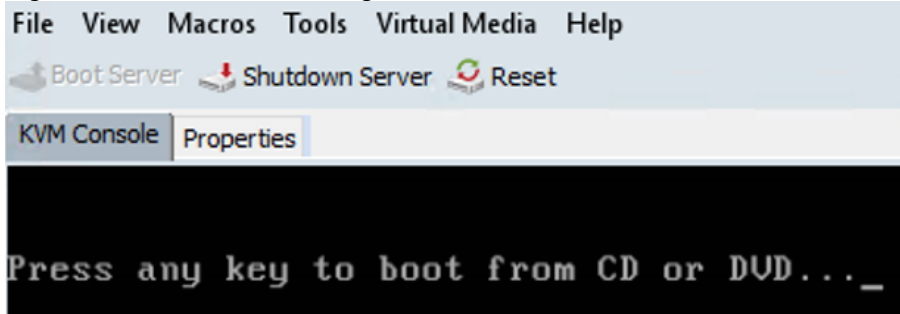 File View Macros Tools Virtual Media Help
Boot Server Shutdown Server Reset
KVM Console Properties
Press any key to boot from CD or DVD..._